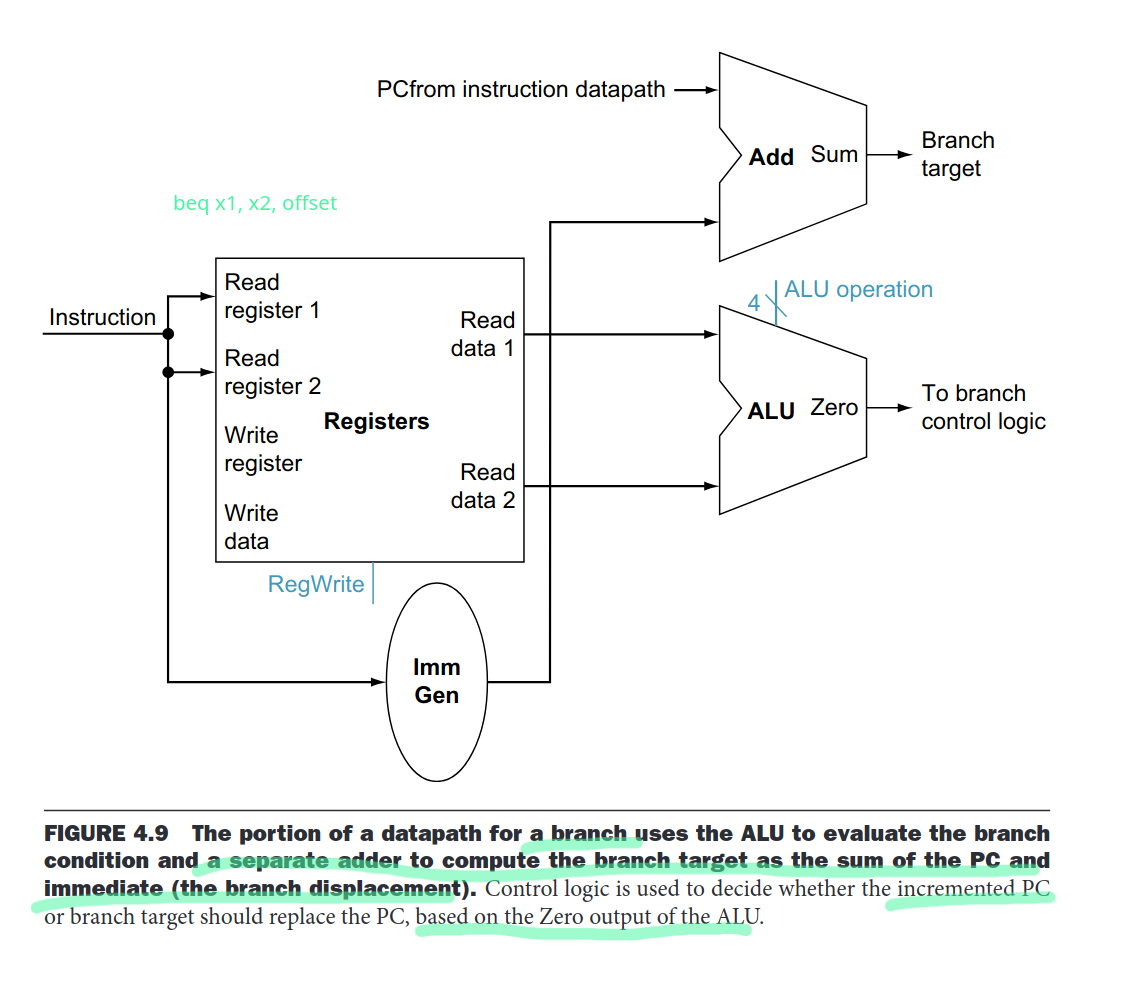 PCfrom instruction datapath
Add Sum
Branch
target
beq x1, x2, offset
Instruction
Read
register 1
Read
register 2
Write
register
Write
data
Registers
Read
data 1
Read
data 2
RegWrite
4
ALU operation
ALU Zero
To branch
control logic
Imm
Gen
FIGURE 4.9 The portion of a datapath for a branch uses the ALU to evaluate the branch
condition and a separate adder to compute the branch target as the sum of the PC and
immediate (the branch displacement). Control logic is used to decide whether the incremented PC
or branch target should replace the PC, based on the Zero output of the ALU.